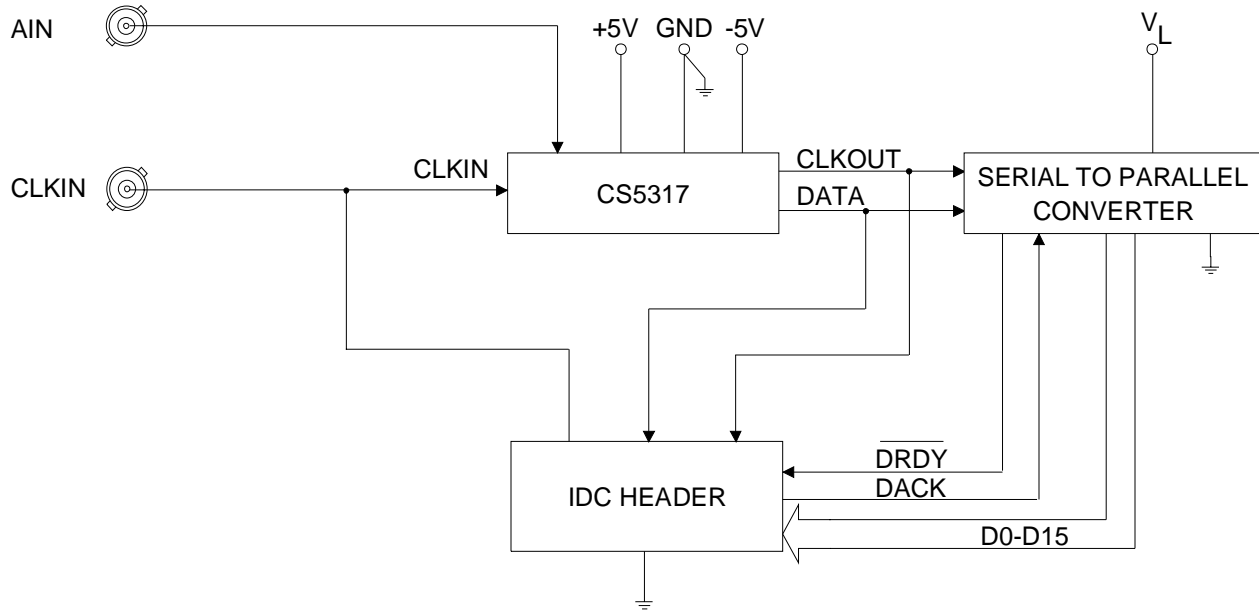 AIN
+5V GND -5V
VL
CLKIN
CLKIN
CS5317
CLKOUT
DATA
SERIAL TO PARALLEL
CONVERTER
IDC HEADER
DRDY
DACK
D0-D15